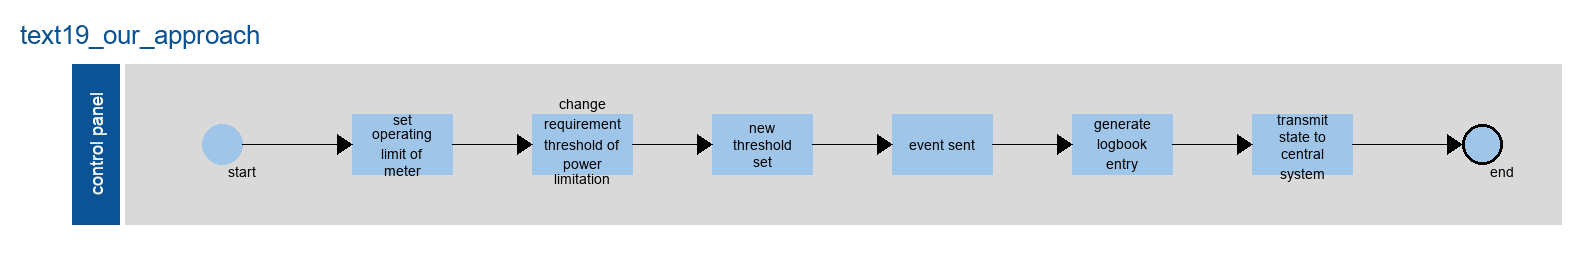 text19_our_approach
control panel
start
set
operating
limit of
meter
change
requirement
threshold of
power
limitation
new
threshold
set
event sent
generate
logbook
entry
transmit
state to
central
system
end